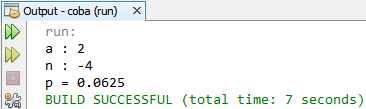 Output - coba (run)
run:
a : 2
n : -4
p = 0.0625
BUILD SUCCESSFUL (total time: 7 seconds)